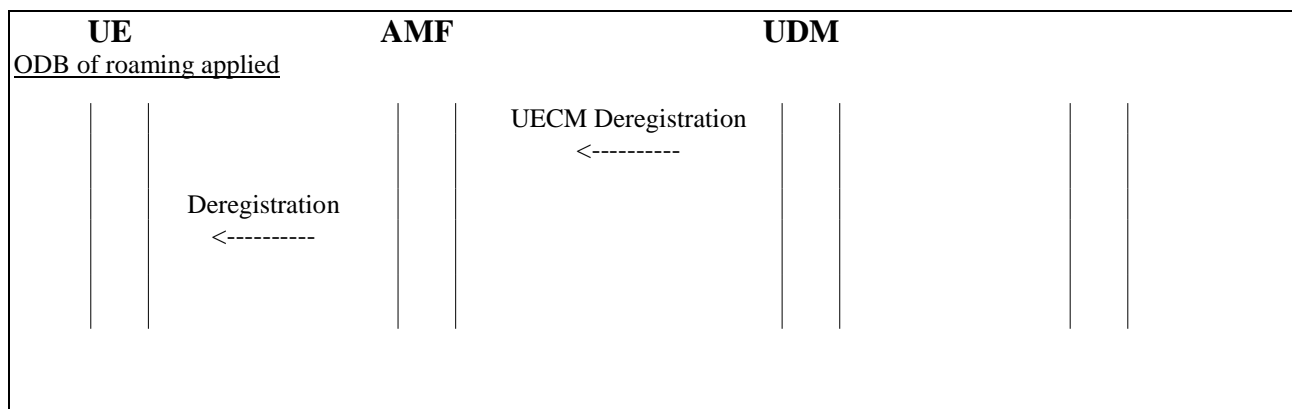 UE AMF UDM
ODB of roaming applied
UECM Deregistration
<----------
Deregistration
<----------